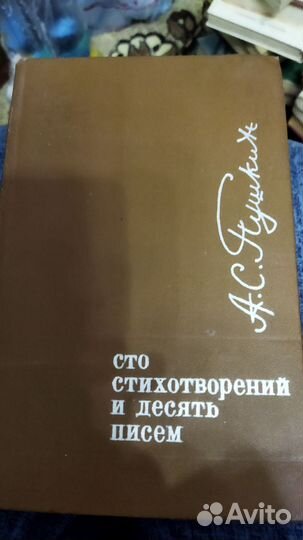 А.С.Пушкин
сто
стихотворений
и десять
писем
Avito